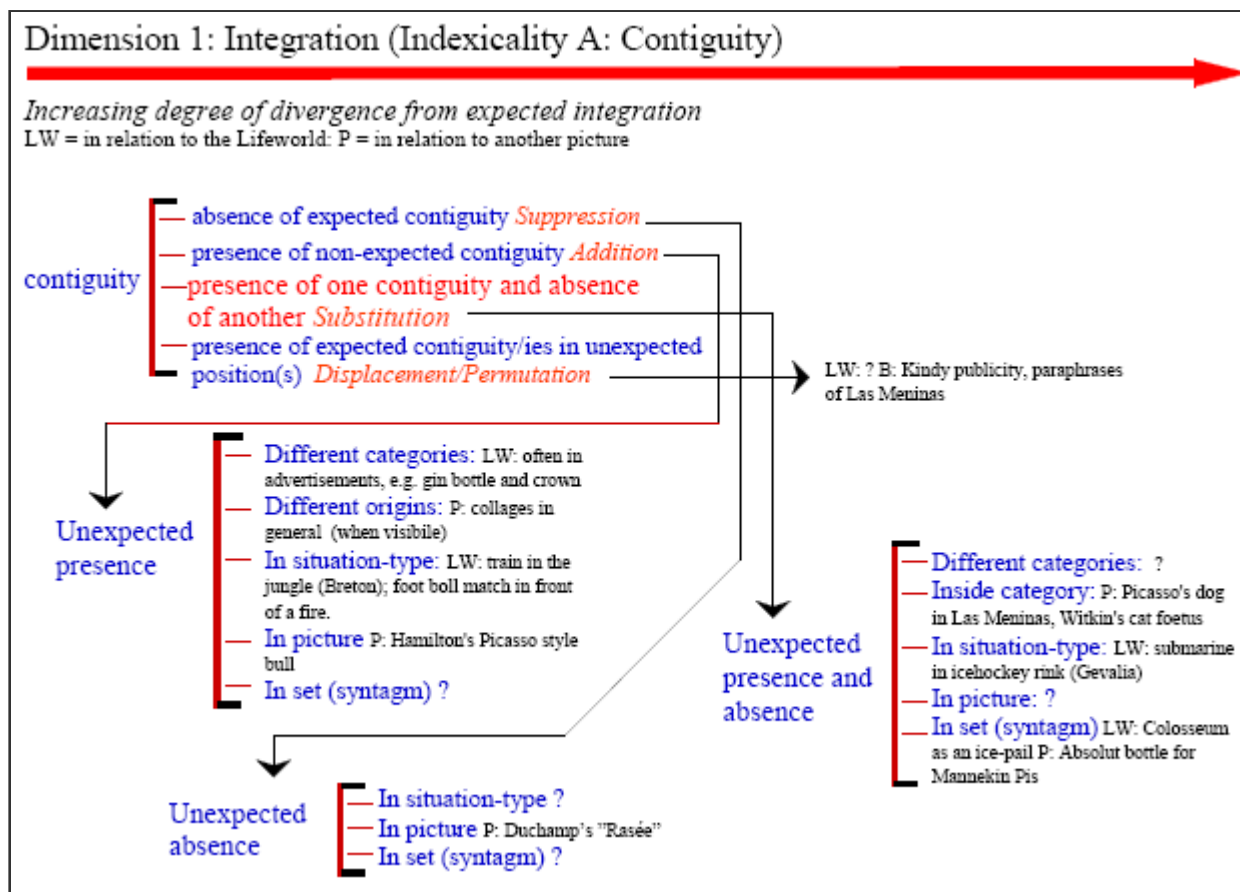 Dimension 1: Integration (Indexicality A: Contiguity)
Increasing degree of divergence from expected integration
LW = in relation to the Lifeworld: P = in relation to another picture
contiguity
absence of expected contiguity Suppression
presence of non-expected contiguity Addition
presence of one contiguity and absence
of another Substitution
presence of expected contiguity/ies in unexpected
position(s) Displacement/Permutation
LW: ? B: Kindy publicity, paraphrases
of Las Meninas
Unexpected
presence
Different categories: LW: often in
advertisements, e.g. gin bottle and crown
Different origins: P: collages in
general (when visibile)
In situation-type: LW: train in the
jungle (Breton); foot boll match in front
of a fire.
In picture P: Hamilton's Picasso style
bull
In set (syntagm) ?
Unexpected
presence and
absence
Different categories: ?
Inside category: P: Picasso's dog
in Las Meninas, Witkin's cat foetus
In situation-type: LW: submarine
in icehockey rink (Gevalia)
In picture: ?
In set (syntagm) LW: Colosseum
as an ice-pail P: Absolut bottle for
Mannekin Pis
Unexpected
absence
In situation-type ?
In picture P: Duchamp's ”Rasée”
In set (syntagm) ?